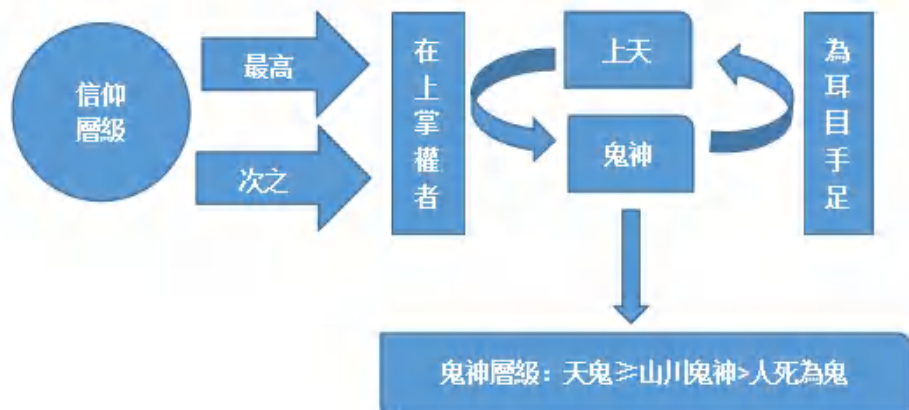 信仰
層級
最高
次之
在上掌權者
上天
鬼神
為耳目手足
鬼神層級：天鬼≥山川鬼神>人死為鬼